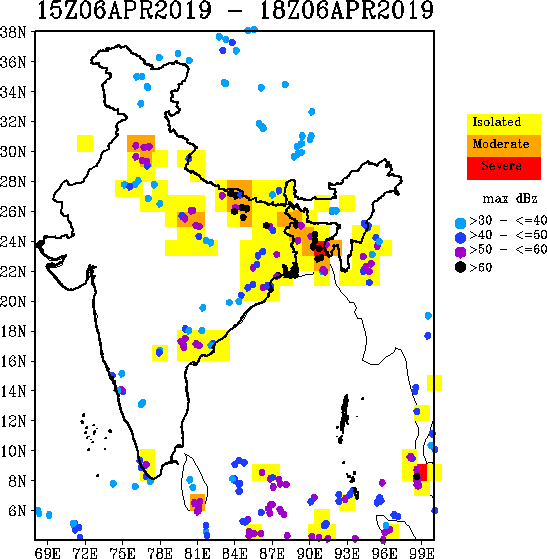 15Z06APR2019 – 18Z06APR2019
38N
36N
34N
32N
30N
28N
26N
24N
22N
20N
18N
16N
14N
12N
10N
8N
6N
69E 72E 75E 78E 81E 84E 87E 90E 93E 96E 99E
Isolated
Moderate
Severe
max dBz
>30 - <=40
>40 - <=50
>50 - <=60
>60